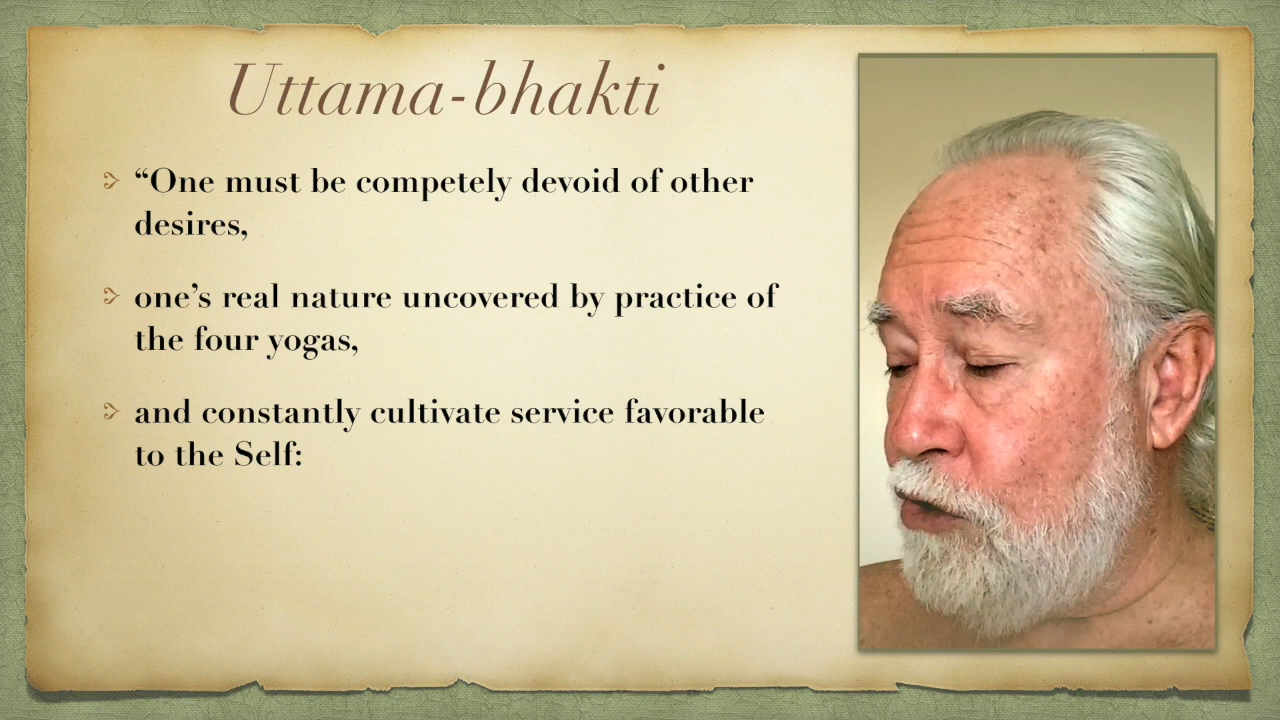 Uttama-bhakti
“One must be competely devoid of other
desires,
one’s real nature uncovered by practice of
the four yogas,
and constantly cultivate service favorable
to the Self: